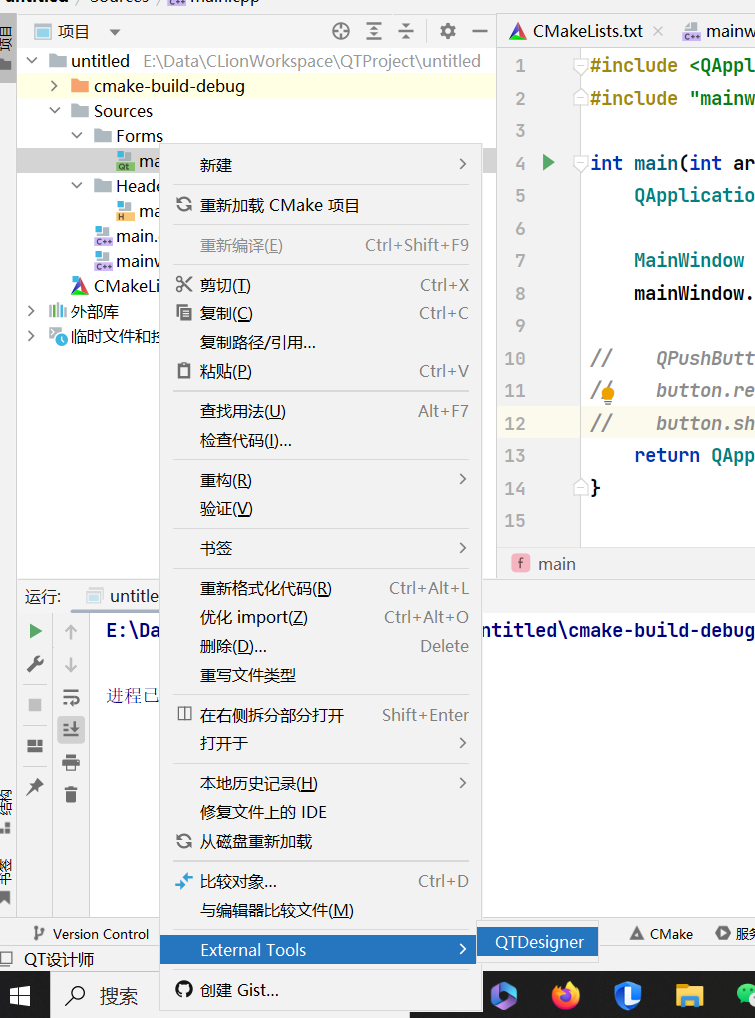 untitled Sources main.cpp
项目
项目
CMakeLists.txt
mainw
untitled E:\Data\CLionWorkspace\QTProject\untitled
cmake-build-debug
Sources
Forms
ma
Heade
ma
main.
mainw
CMakeLi
外部库
临时文件和控
1 #include <QAppl
2 #include "mainw
3
4 int main(int ar
5 QApplicatio
6
7 MainWindow
8 mainWindow.
9
10 // QPushButt
11 // button.re
12 // button.sh
13 return QApp
14 }
15
f main
新建
重新加载 CMake 项目
重新编译(E) Ctrl+Shift+F9
剪切(T) Ctrl+X
复制(C) Ctrl+C
复制路径/引用...
粘贴(P) Ctrl+V
查找用法(U) Alt+F7
检查代码(I)...
重构(R)
验证(V)
书签
重新格式化代码(R) Ctrl+Alt+L
优化 import(Z) Ctrl+Alt+O
删除(D)... Delete
重写文件类型
在右侧拆分部分打开 Shift+Enter
打开于
本地历史记录(H)
修复文件上的 IDE
从磁盘重新加载
比较对象... Ctrl+D
与编辑器比较文件(M)
External Tools
QTDesigner
创建 Gist...
运行: untitle
E:\Da
ntitled\cmake-build-debug
进程已
结构
书签
Version Control
CMake
服务
QT设计师
搜索